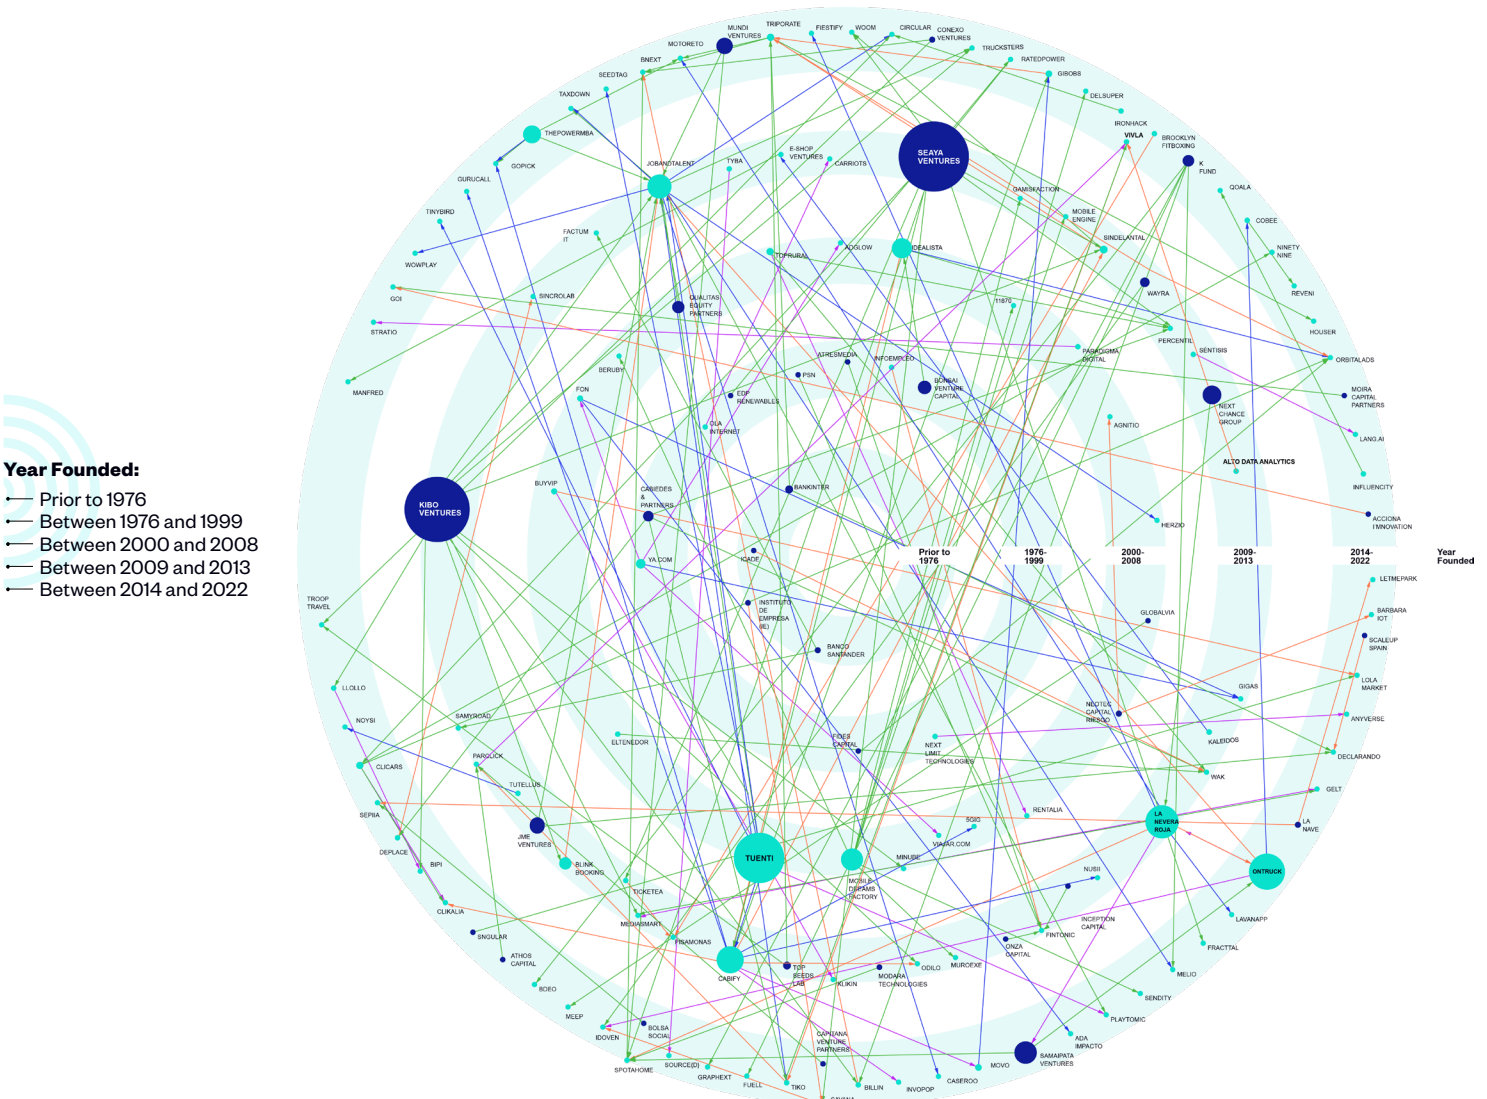 Year Founded:
Prior to 1976
Between 1976 and 1999
Between 2000 and 2008
Between 2009 and 2013
Between 2014 and 2022
MUNDI
VENTURES
TRIPORATE
FIESTIFY
WOOM
CIRCULAR
CONEXO
VENTURES
TRUCKSTERS
MOTORETO
BNEXT
RATEDPOWER
GIBOBS
SEEDTAG
TAXDOWN
DELSUPER
THEPOWERMBA
IRONHACK
VIVLA
BROOKLYN
FITBOXING
K
FUND
GOPICK
JOBANDTALENT
TYBA
E-SHOP
VENTURES
CARRIOTS
SEAYA
VENTURES
GURUCALL
GAMISFACTION
QOALA
TINYBIRD
MOBILE
ENGINE
COBEE
FACTUM
IT
SINDELANTAL
WOWPLAY
TOPRURAL
ADGLOW
IDEALISTA
NINETY
NINE
GOI
SINCROLAB
QUALITAS
EQUITY
PARTNERS
WAYRA
REVENI
11870
STRATIO
PERCENTIL
HOUSER
BERUBY
ATRESMEDIA
INFOEMPLEO
PARADIGMA
DIGITAL
SENTISIS
ORBITALADS
MANFRED
FON
PSN
EDP
RENEWABLES
BONSAI
VENTURE
CAPITAL
NEXT
CHANCE
GROUP
MOIRA
CAPITAL
PARTNERS
OLA
INTERNET
AGNITIO
LANG.AI
ALTO DATA ANALYTICS
BUYVIP
CABIEDES
&
PARTNERS
BANKINTER
INFLUENCITY
KIBO
VENTURES
HERZIO
ACCIONA
INNOVATION
YA.COM
ICADE
Prior to
1976
1976-
1999
2000-
2008
2009-
2013
2014-
2022
Year
Founded
LETMEPARK
TROOP
TRAVEL
INSTITUTO
DE
EMPRESA
(IE)
GLOBALVIA
BARBARA
IOT
SCALEUP
SPAIN
BANCO
SANTANDER
LLOLLO
GIGAS
LOLA
MARKET
NOYSI
SAMYROAD
ELTENEDOR
FIDES
CAPITAL
NEXT
LIMIT
TECHNOLOGIES
NEOTEC
CAPITAL
RIESGO
KALEIDOS
ANYVERSE
CLICARS
PARCLICK
DECLARANDO
TUTELLUS
WAK
SEPIIA
GELT
JME
VENTURES
RENTALIA
LA
NEVERA
ROJA
LA
NAVE
DEPLACE
5GIG
VIAJAR.COM
BIPI
BLINK
BOOKING
TUENTI
MINUBE
NUSII
ONTRUCK
TICKETEA
MOBILE
DREAMS
FACTORY
CLIKALIA
MEDIASMART
INCEPTION
CAPITAL
LAVANAPP
SNGULAR
PISAMONAS
FINTONIC
FRACTTAL
ATHOS
CAPITAL
ONZA
CAPITAL
CABIFY
TOP
SEEDS
LAB
MODARA
TECHNOLOGIES
ODILO
MUROEXE
MELIO
BDEO
KLIKIN
SENDITY
MEEP
IDOVEN
BOLSA
SOCIAL
PLAYTOMIC
CAPITANA
VENTURE
PARTNERS
ADA
IMPACTO
SPOTAHOME
SOURCE{D}
GRAPHEXT
FUELL
TIKO
BILLIN
INVOPOP
CASEROO
MOVO
SAMAIPATA
VENTURES